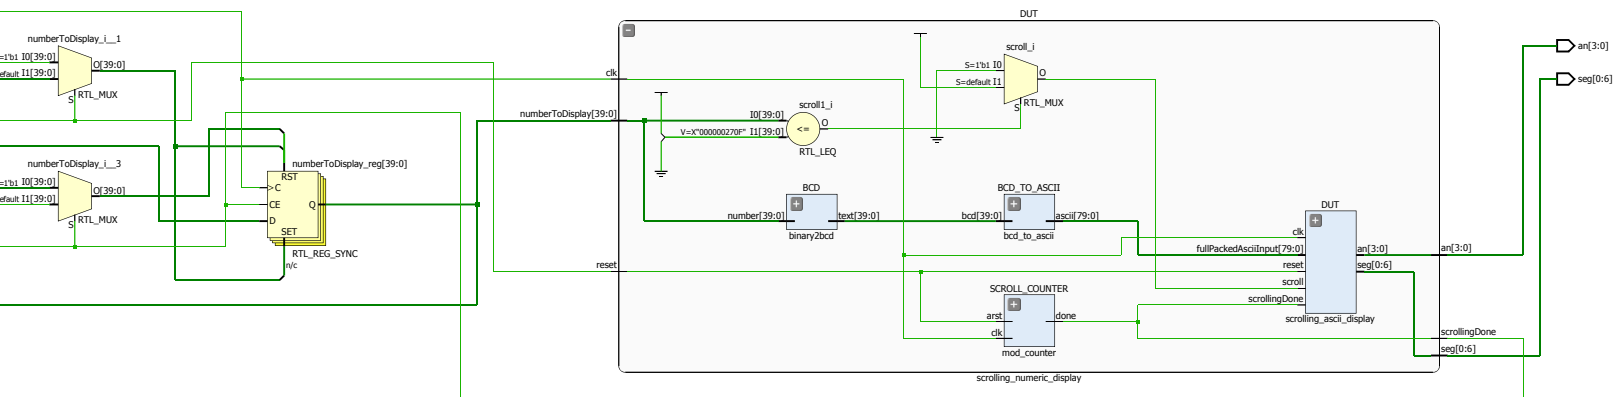 numberToDisplay_i__1
=1'b1 I0[39:0]
efault I1[39:0]
O[39:0]
S
RTL_MUX
numberToDisplay_i__3
=1'b1 I0[39:0]
efault I1[39:0]
O[39:0]
S
RTL_MUX
numberToDisplay_reg[39:0]
RST
C
CE
D
Q
SET
RTL_REG_SYNC
n/c
DUT
clk
numberToDisplay[39:0]
reset
scroll1_i
I0[39:0]
V=X"000000270F" I1[39:0]
<=
O
RTL_LEQ
scroll_i
S=1'b1 I0
S=default I1
O
S
RTL_MUX
BCD
number[39:0]
text[39:0]
binary2bcd
BCD_TO_ASCII
bcd[39:0]
ascii[79:0]
bcd_to_ascii
SCROLL_COUNTER
arst
clk
done
mod_counter
DUT
clk
fullPackedAsciiInput[79:0]
reset
scroll
scrollingDone
an[3:0]
seg[0:6]
scrolling_ascii_display
an[3:0]
scrollingDone
seg[0:6]
scrolling_numeric_display
an[3:0]
seg[0:6]